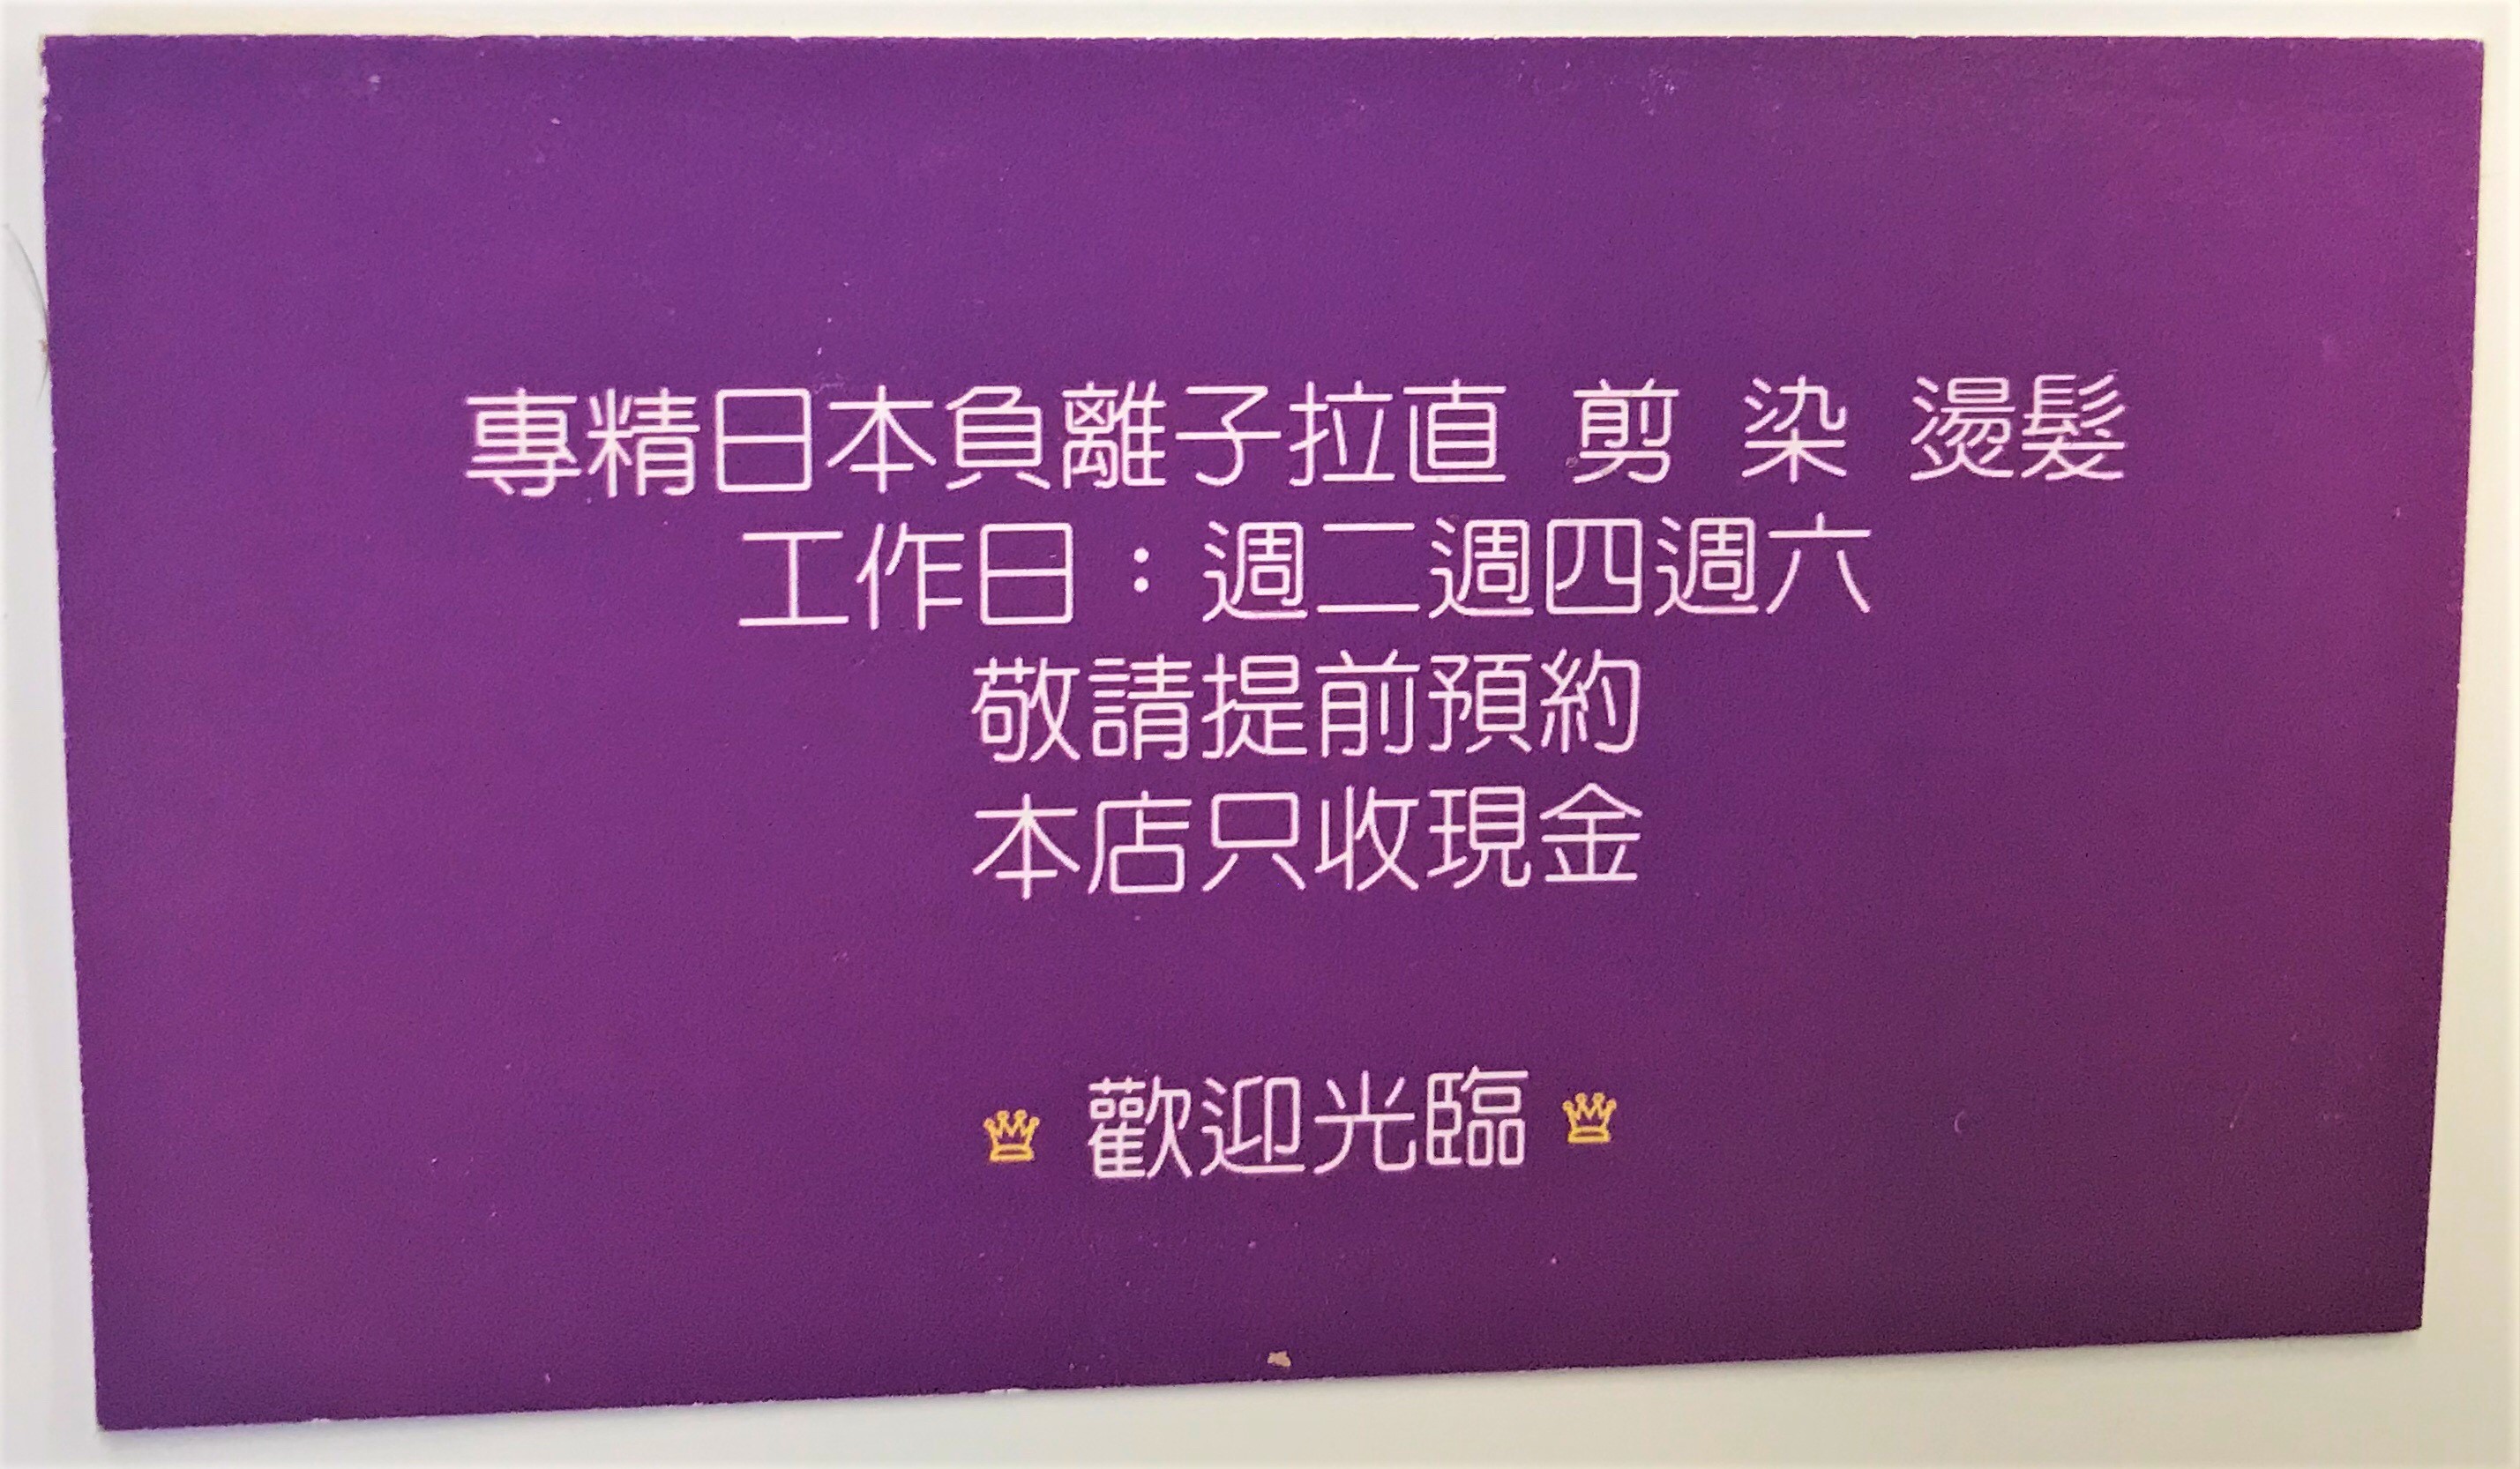 專精日本負離子拉直 剪 染 燙髮
工作日：週二週四週六
敬請提前預約
本店只收現金
歡迎光臨